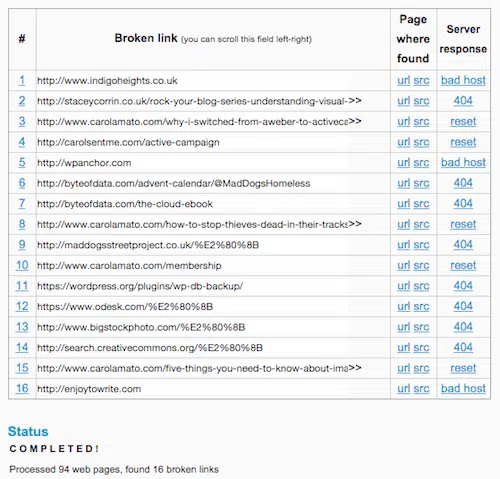 # Broken link (you can scroll this field left-right) Page where found Server response
1 http://www.indigoheights.co.uk url src bad host
2 http://staceycorrin.co.uk/rock-your-blog-series-understanding-visual- >> url src 404
3 http://www.carolamato.com/why-i-switched-from-aweber-to-activeca >> url src reset
4 http://carolsentme.com/active-campaign url src reset
5 http://wpanchor.com url src bad host
6 http://byteofdata.com/advent-calendar/@MadDogsHomeless url src 404
7 http://byteofdata.com/the-cloud-ebook url src 404
8 http://www.carolamato.com/how-to-stop-thieves-dead-in-their-tracks >> url src reset
9 http://maddogsstreetproject.co.uk/%E2%80%8B url src 404
10 http://www.carolamato.com/membership url src reset
11 https://wordpress.org/plugins/wp-db-backup/ url src 404
12 https://www.odesk.com/%E2%80%8B url src 404
13 http://www.bigstockphoto.com/%E2%80%8B url src 404
14 http://search.creativecommons.org/%E2%80%8B url src 404
15 http://www.carolamato.com/five-things-you-need-to-know-about-ima >> url src reset
16 http://enjoytowrite.com url src bad host
Status
COMPLETED!
Processed 94 web pages, found 16 broken links